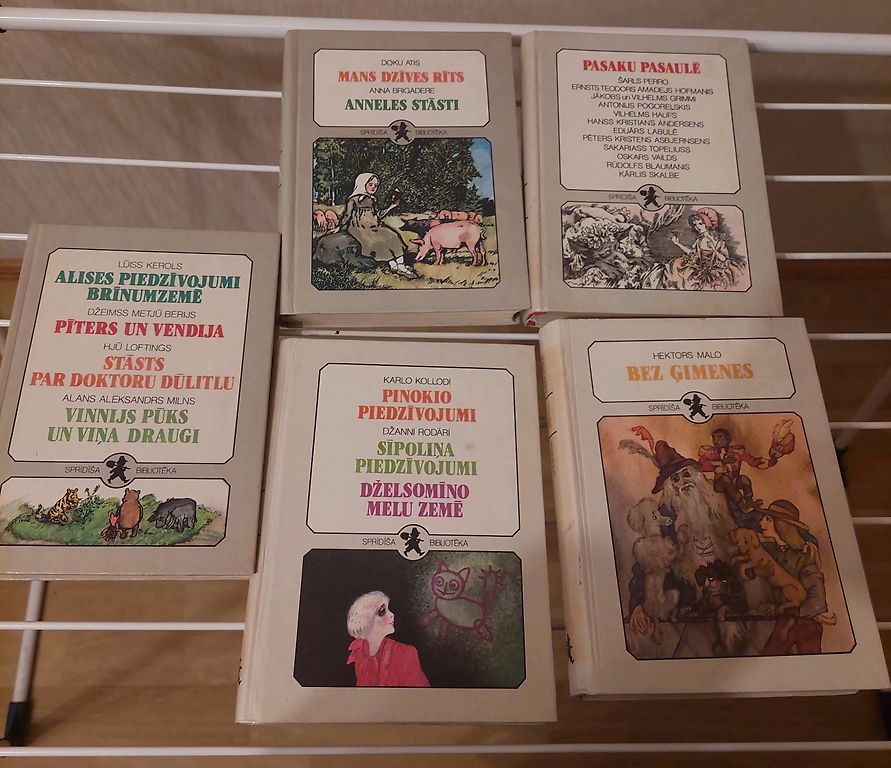 DOKU ATIS
MANS DZĪVES RĪTS
ANNA BRIGADERE
ANNELES STĀSTI
SPRĪDĪŠA BIBLIOTĒKA
PASAKU PASAULĒ
ŠARLS PERRO
ERNSTS TEODORS AMADEJS HOFMANIS
JĀKOBS un VILHELMS GRIMMI
ANTONIJS POGOREĻSKIS
VILHELMS HAUFS
HANSS KRISTIANS ANDERSENS
EDUĀRS LABULĒ
PĒTERS KRISTENS ASBJERNSENS
SAKARIASS TOPELIUSS
OSKARS VAILDS
RŪDOLFS BLAUMANIS
KĀRLIS SKALBE
SPRĪDĪŠA BIBLIOTĒKA
LŪISS KEROLS
ALISES PIEDZĪVOJUMI
BRĪNUMZEMĒ
DŽEIMSS METJŪ BERIJS
PĪTERS UN VENDIJA
HJŪ LOFTINGS
STĀSTS
PAR DOKTORU DŪLITLU
ALANS ALEKSANDRS MILNS
VINNIJS PŪKS
UN VIŅA DRAUGI
SPRĪDĪŠA BIBLIOTĒKA
KARLO KOLLODI
PINOKIO
PIEDZĪVOJUMI
DŽANNI RODĀRI
SĪPOLIŅA
PIEDZĪVOJUMI
DŽELSOMĪNO
MELU ZEMĒ
SPRĪDĪŠA BIBLIOTĒKA
HEKTORS MALO
BEZ ĢIMENES
SPRĪDĪŠA BIBLIOTĒKA